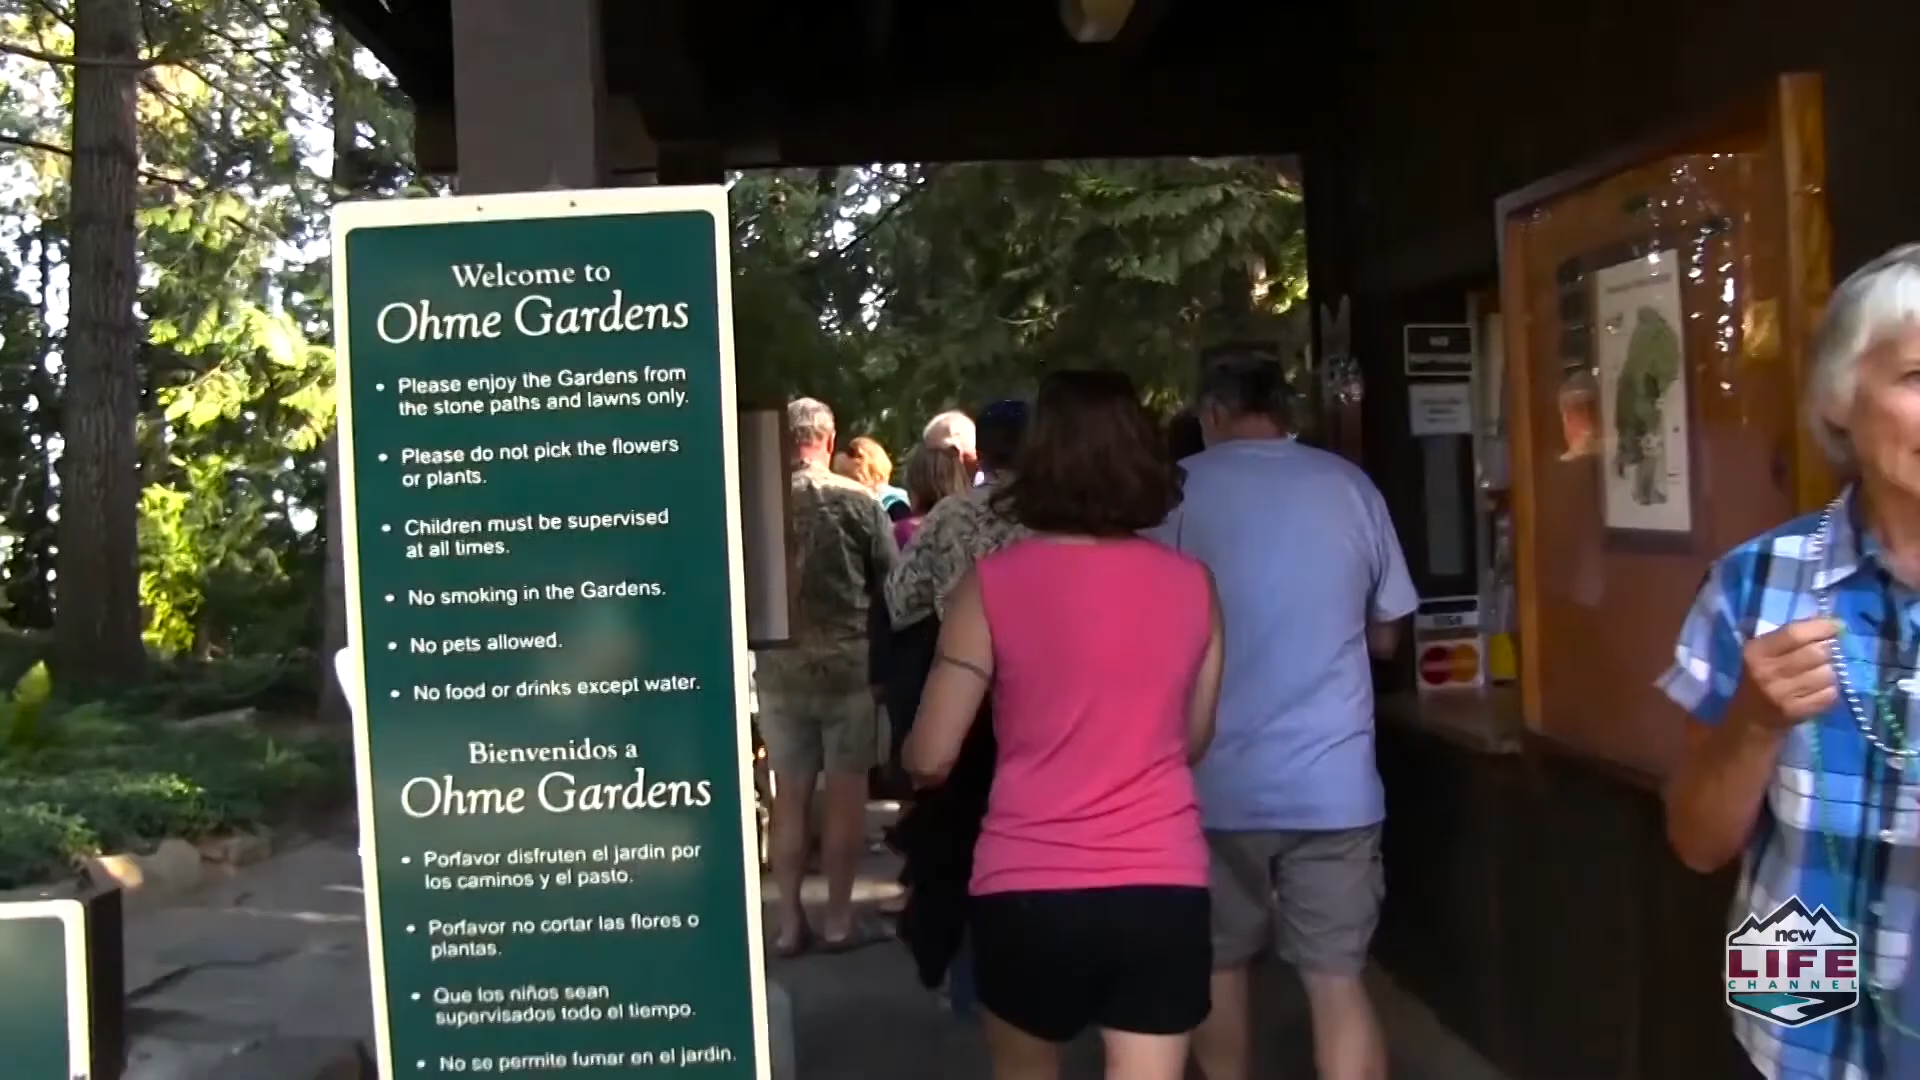 Welcome to
Ohme Gardens
• Please enjoy the Gardens from
the stone paths and lawns only.
• Please do not pick the flowers
or plants.
• Children must be supervised
at all times.
• No smoking in the Gardens.
• No pets allowed.
• No food or drinks except water.
Bienvenidos a
Ohme Gardens
• Porfavor disfruten el jardin por
los caminos y el pasto.
• Porfavor no cortar las flores o
plantas.
• Que los niños sean
supervisados todo el tiempo.
• No se permite fumar en el jardin.
VISA
ncw
LIFE
CHANNEL